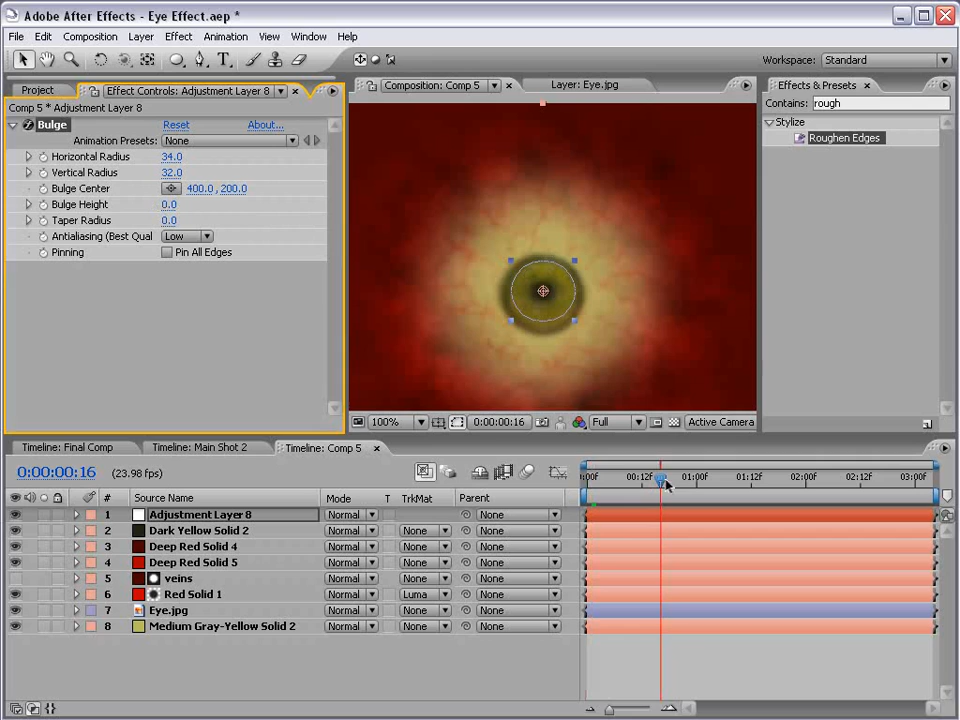 Adobe After Effects - Eye Effect.aep *
File Edit Composition Layer Effect Animation View Window Help
Workspace: Standard
Project Effect Controls: Adjustment Layer 8
Comp 5 * Adjustment Layer 8
Bulge Reset About...
Animation Presets: None
Horizontal Radius 34.0
Vertical Radius 32.0
Bulge Center 400.0 , 200.0
Bulge Height 0.0
Taper Radius 0.0
Antialiasing (Best Qual Low
Pinning Pin All Edges
Composition: Comp 5 Layer: Eye.jpg
100% 0:00:00:16 Full Active Camera
Effects & Presets
Contains: rough
Stylize
Roughen Edges
Timeline: Final Comp Timeline: Main Shot 2 Timeline: Comp 5
0:00:00:16 (23.98 fps)
:00f 00:12f 01:00f 01:12f 02:00f 02:12f 03:00f
# Source Name Mode T TrkMat Parent
1 Adjustment Layer 8 Normal None
2 Dark Yellow Solid 2 Normal None None
3 Deep Red Solid 4 Normal None None
4 Deep Red Solid 5 Normal None None
5 veins Normal None None
6 Red Solid 1 Normal Luma None
7 Eye.jpg Normal None None
8 Medium Gray-Yellow Solid 2 Normal None None